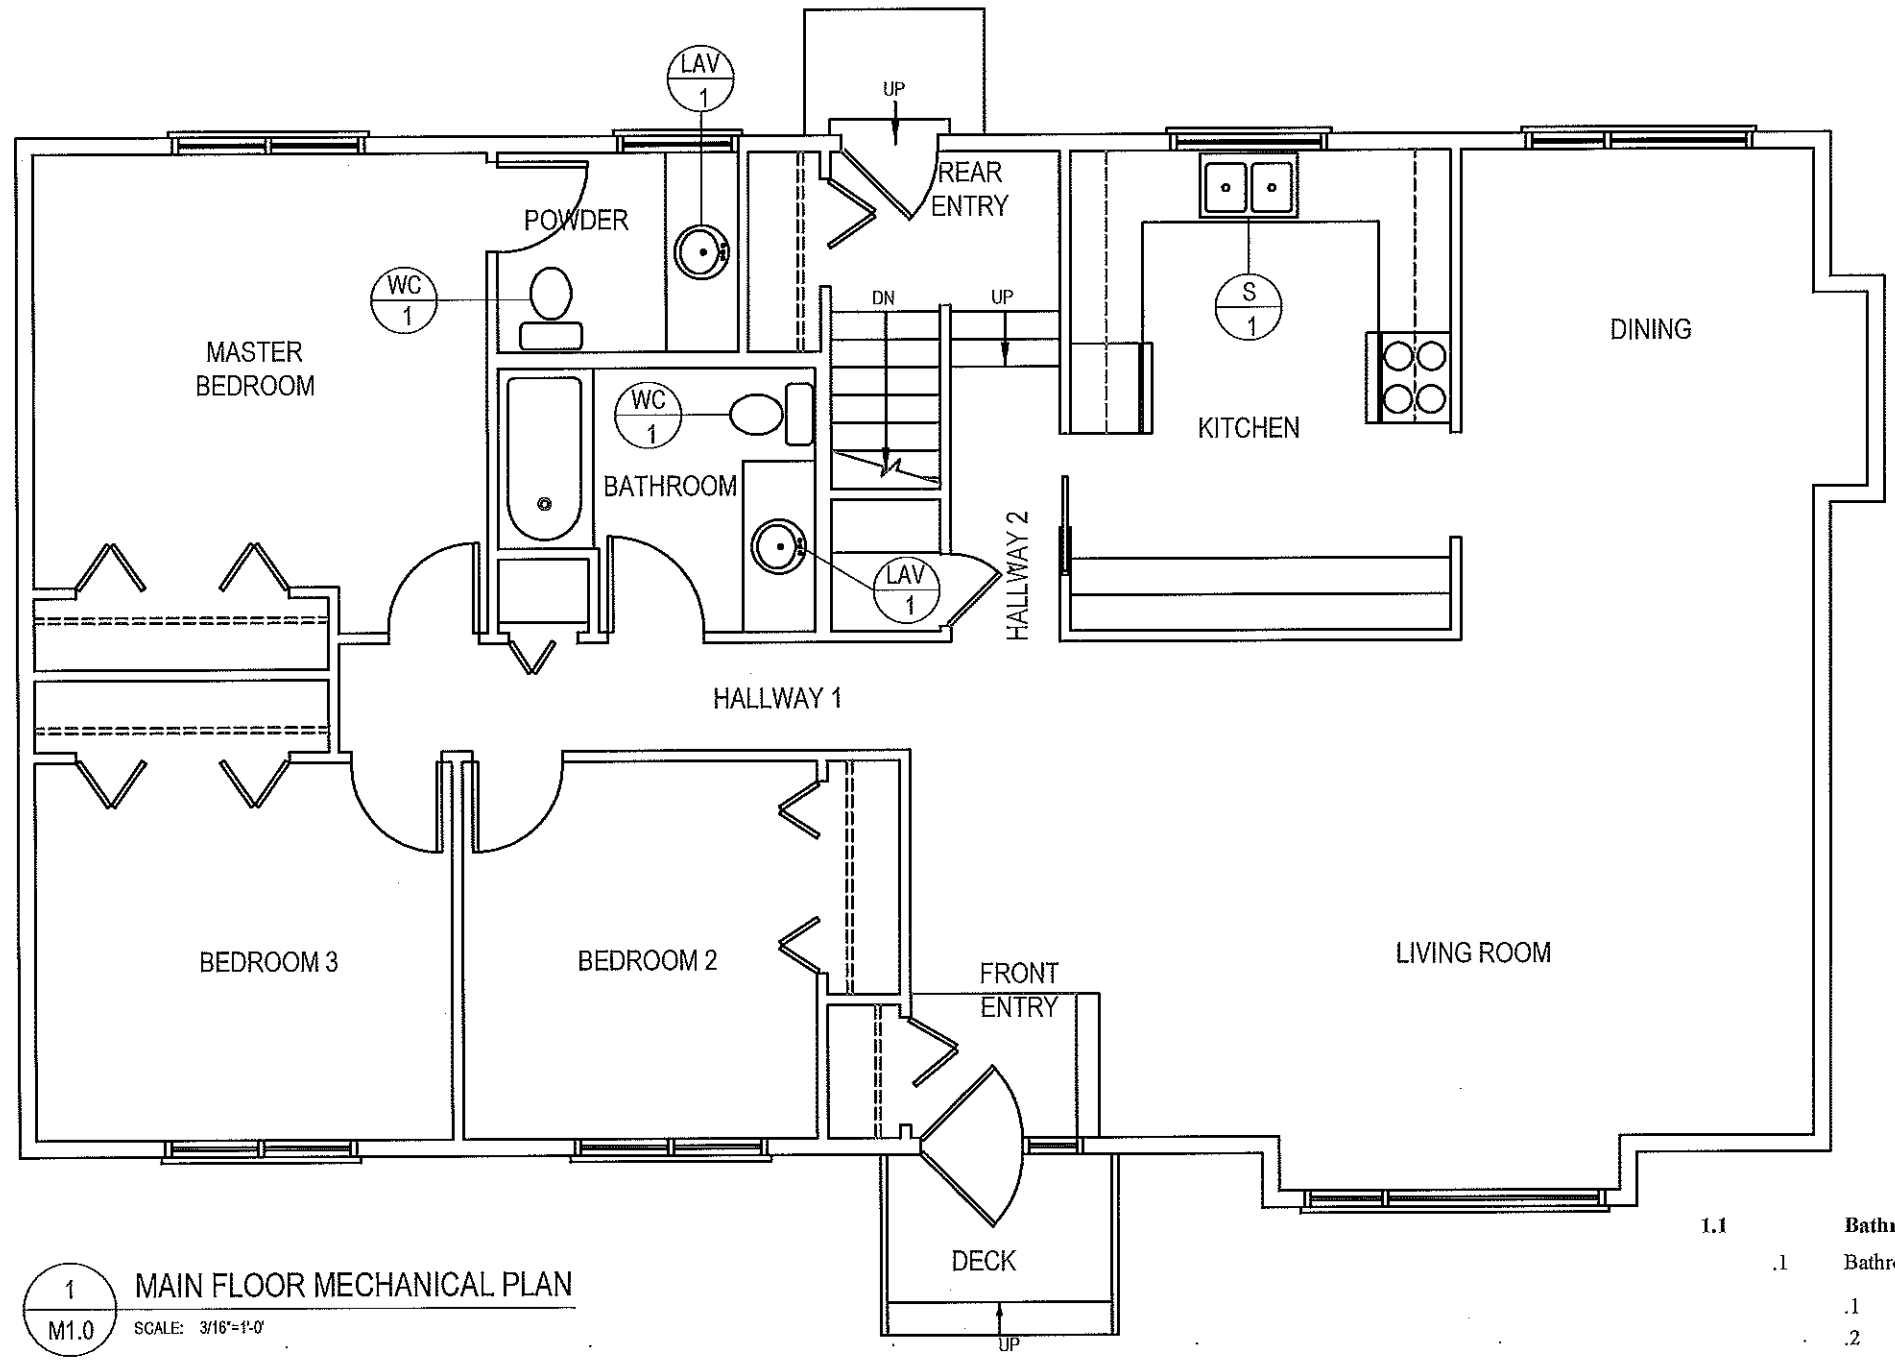 LAV
1
UP
REAR
ENTRY
POWDER
WC
1
DN
UP
S
1
DINING
MASTER
BEDROOM
WC
1
KITCHEN
BATHROOM
HALLWAY 2
LAV
1
HALLWAY 1
BEDROOM 3
BEDROOM 2
LIVING ROOM
FRONT
ENTRY
DECK
UP
1
M1.0
MAIN FLOOR MECHANICAL PLAN
SCALE: 3/16"=1'-0"
1.1
.1
.1
.2